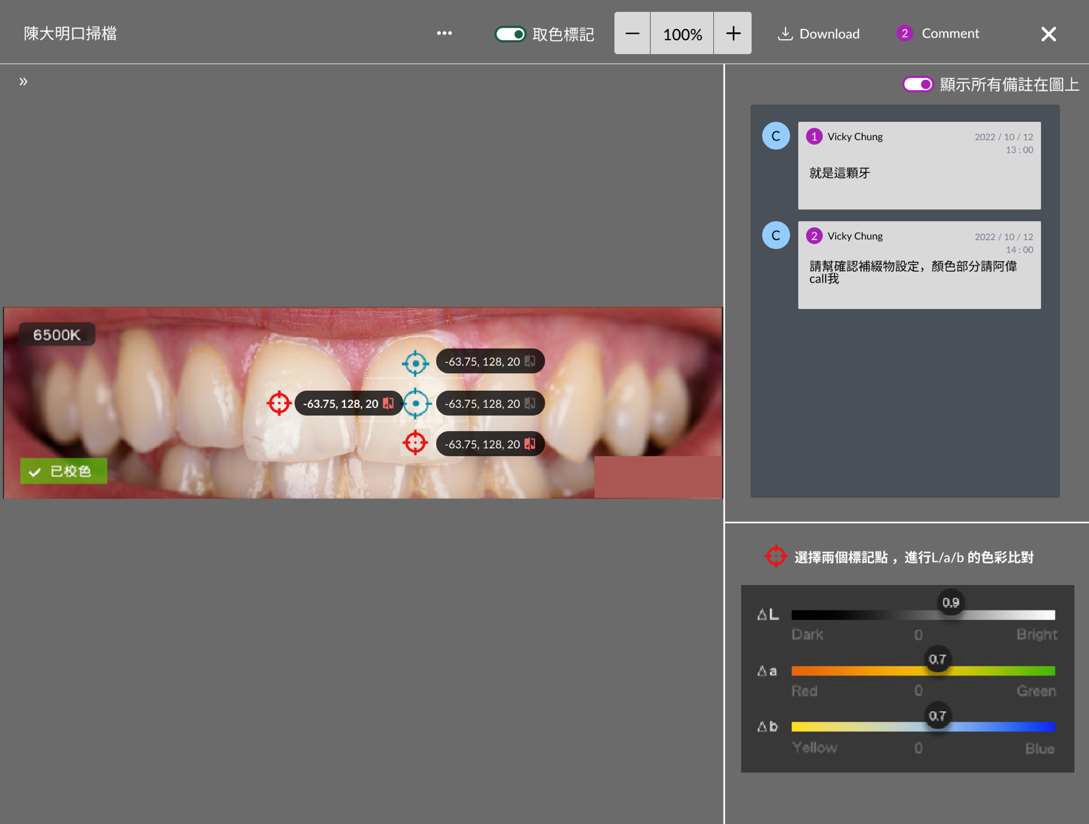 陳大明口掃檔
•••
取色標記
− 100% +
Download
2 Comment
»
顯示所有備註在圖上
C
1 Vicky Chung
2022 / 10 / 12
13 : 00
就是這顆牙
C
2 Vicky Chung
2022 / 10 / 12
14 : 00
請幫確認補綴物設定，顏色部分請阿偉
call我
6500K
-63.75, 128, 20
-63.75, 128, 20
-63.75, 128, 20
-63.75, 128, 20
已校色
選擇兩個標記點 ，進行L/a/b 的色彩比對
0.9
ΔL
Dark 0 Bright
0.7
Δa
Red 0 Green
0.7
Δb
Yellow 0 Blue